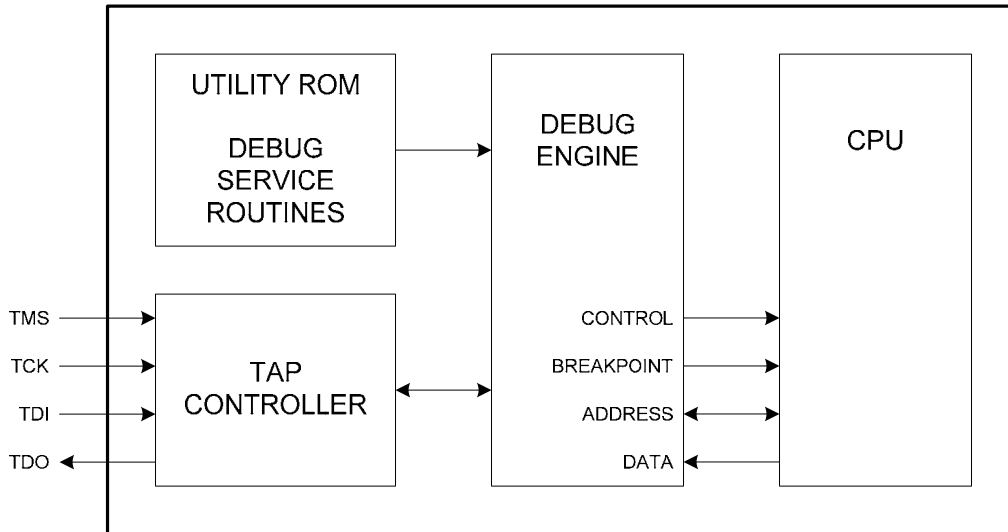 UTILITY ROM
DEBUG
SERVICE
ROUTINES
DEBUG
ENGINE
CPU
TMS
TCK
TDI
TDO
TAP
CONTROLLER
CONTROL
BREAKPOINT
ADDRESS
DATA